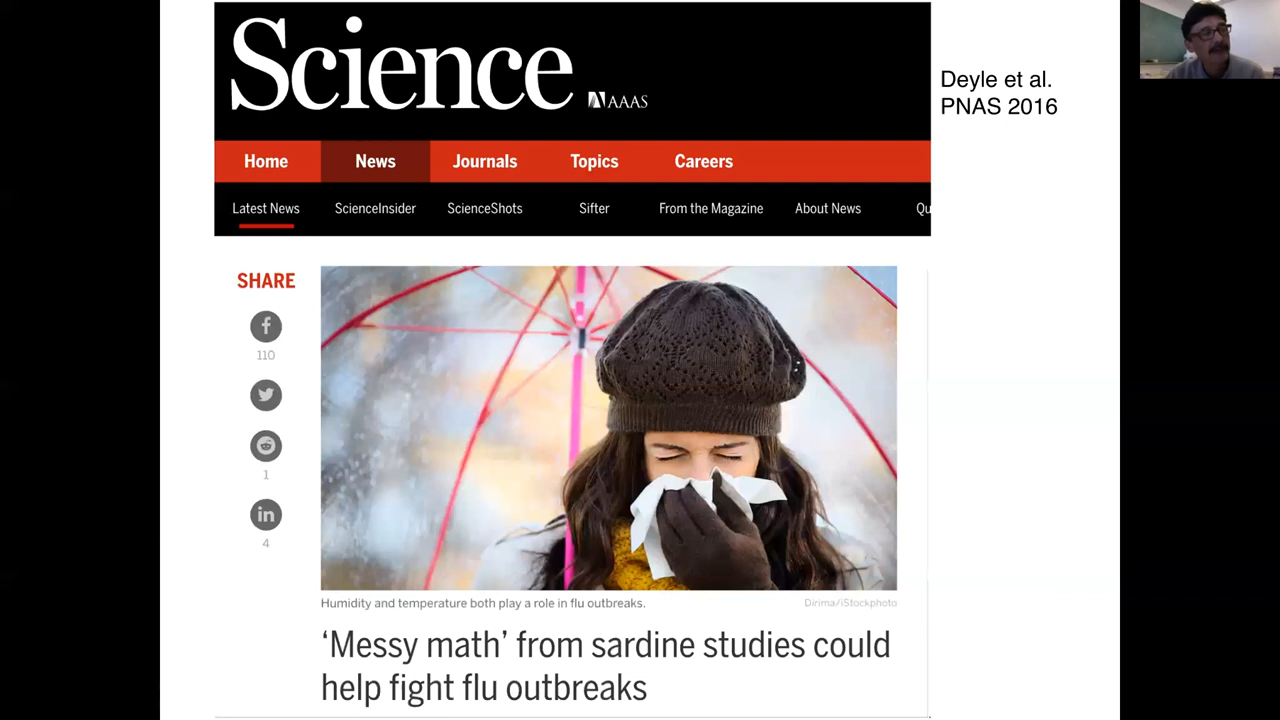 Science
AAAS
Deyle et al.
PNAS 2016
Home News Journals Topics Careers
Latest News ScienceInsider ScienceShots Sifter From the Magazine About News Qu
SHARE
110
1
4
Humidity and temperature both play a role in flu outbreaks.
Dirima/iStockphoto
‘Messy math’ from sardine studies could
help fight flu outbreaks